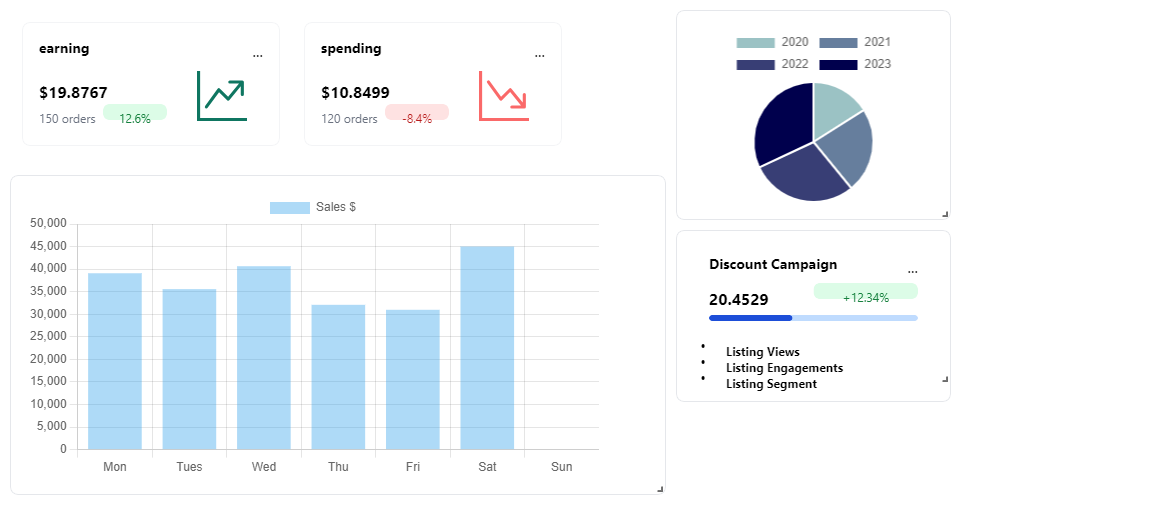 earning
...
$19.8767
150 orders 12.6%
spending
...
$10.8499
120 orders -8.4%
2020 2021
2022 2023
Sales $
50,000
45,000
40,000
35,000
30,000
25,000
20,000
15,000
10,000
5,000
0
Mon Tues Wed Thu Fri Sat Sun
Discount Campaign
...
20.4529 +12.34%
• Listing Views
• Listing Engagements
• Listing Segment